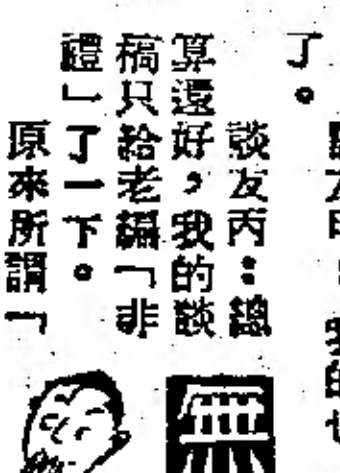 了。
談友丙：總
算還好，我的談
稿只給老編「非
禮」了一下。
原來所謂「